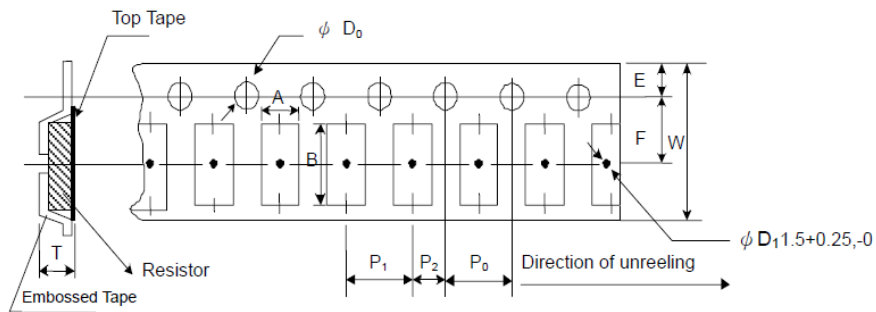 Top Tape
ϕ D₀
A
E
B
F
W
T
Resistor
Embossed Tape
P₁
P₂
P₀
Direction of unreeling
ϕ D₁1.5+0.25,-0